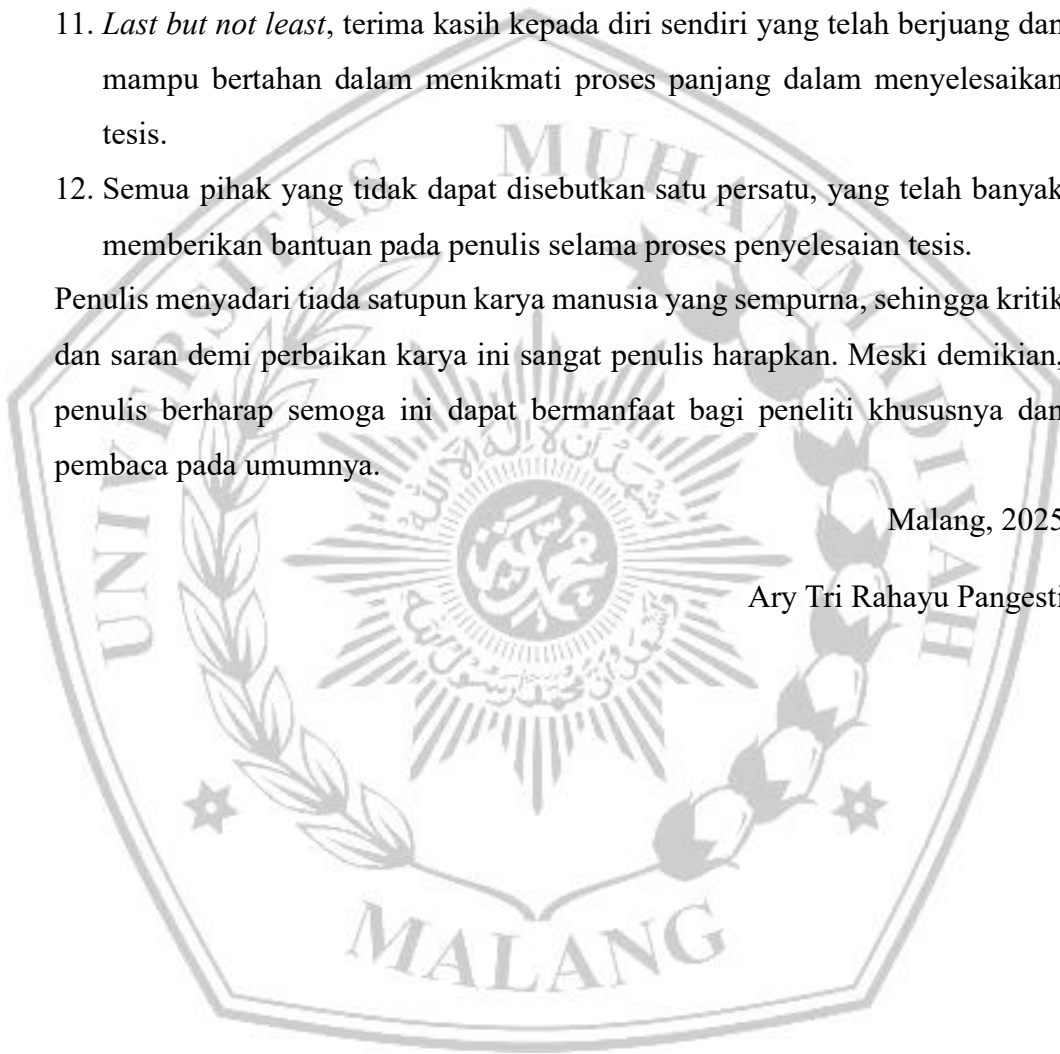 11. Last but not least, terima kasih kepada diri sendiri yang telah berjuang dan
mampu bertahan dalam menikmati proses panjang dalam menyelesaikan
tesis.
12. Semua pihak yang tidak dapat disebutkan satu persatu, yang telah banyak
memberikan bantuan pada penulis selama proses penyelesaian tesis.
Penulis menyadari tiada satupun karya manusia yang sempurna, sehingga kritik
dan saran demi perbaikan karya ini sangat penulis harapkan. Meski demikian,
penulis berharap semoga ini dapat bermanfaat bagi peneliti khususnya dan
pembaca pada umumnya.
Malang, 2025
Ary Tri Rahayu Pangesti
UNIVERSITAS MUHAMMADIYAH
MALANG